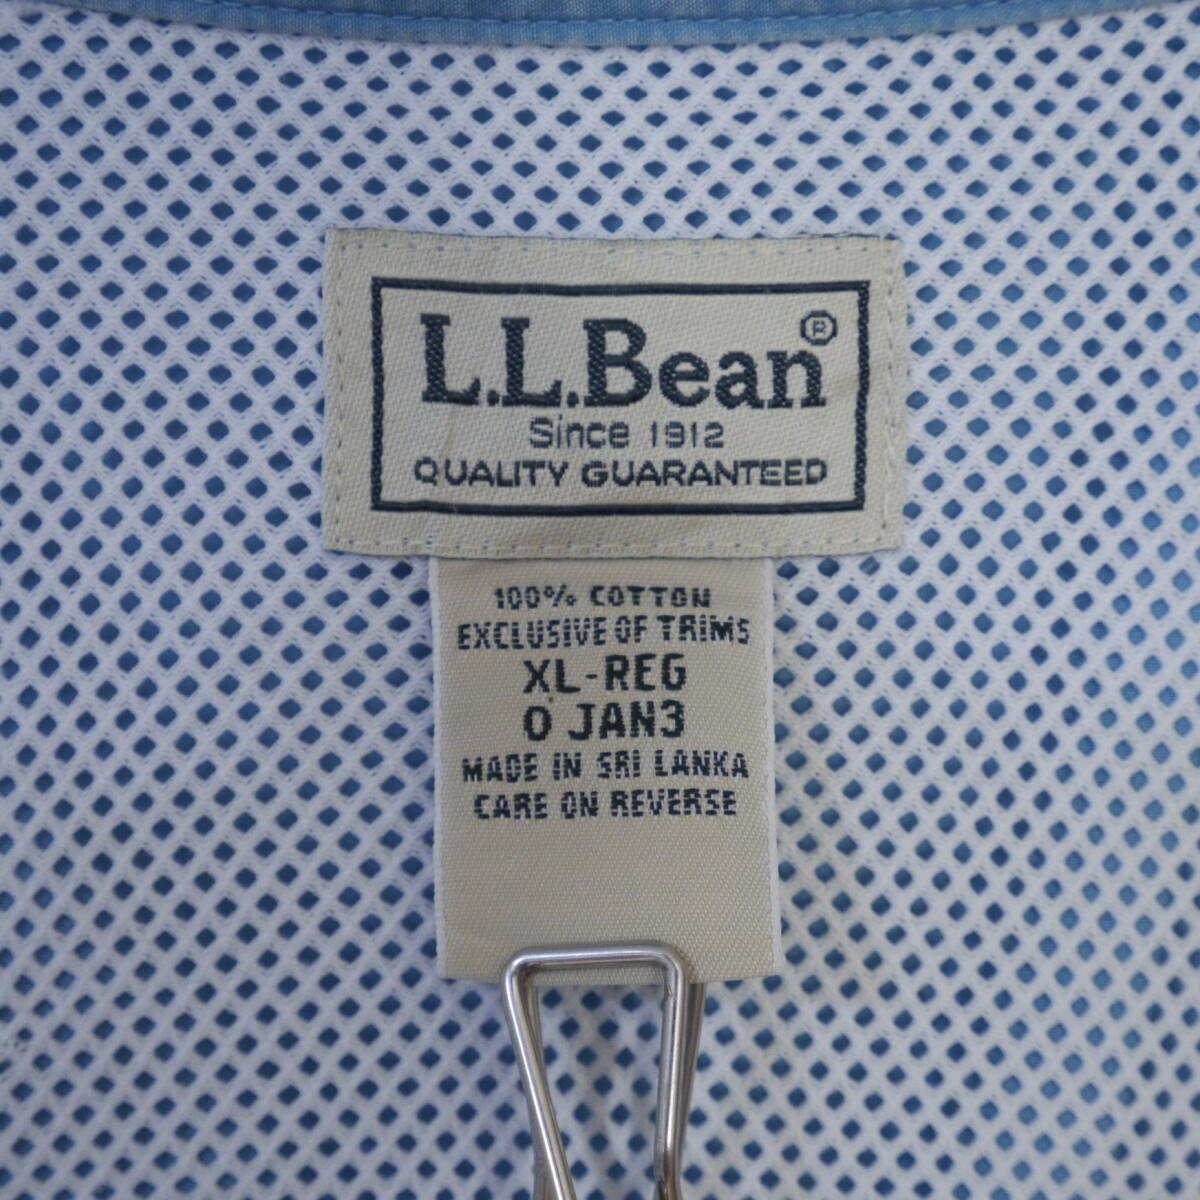 L.L.Bean®
Since 1912
QUALITY GUARANTEED
100% COTTON
EXCLUSIVE OF TRIMS
XL-REG
0 JAN3
MADE IN SRI LANKA
CARE ON REVERSE